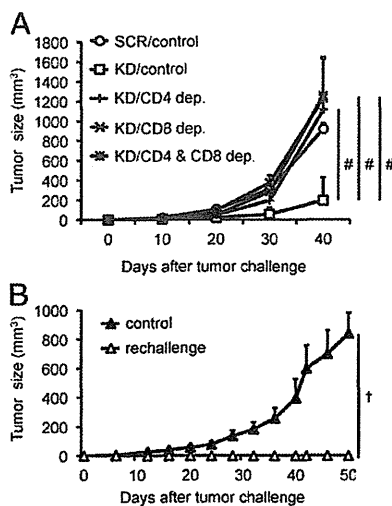 A
1800
1600
1400
1200
1000
800
600
400
200
0
Tumor size (mm³)
SCR/control
KD/control
KD/CD4 dep.
KD/CD8 dep.
KD/CD4 & CD8 dep.
# # #
0 10 20 30 40
Days after tumor challenge
B
1000
800
600
400
200
0
Tumor size (mm³)
control
rechallenge
†
0 10 20 30 40 50
Days after tumor challenge